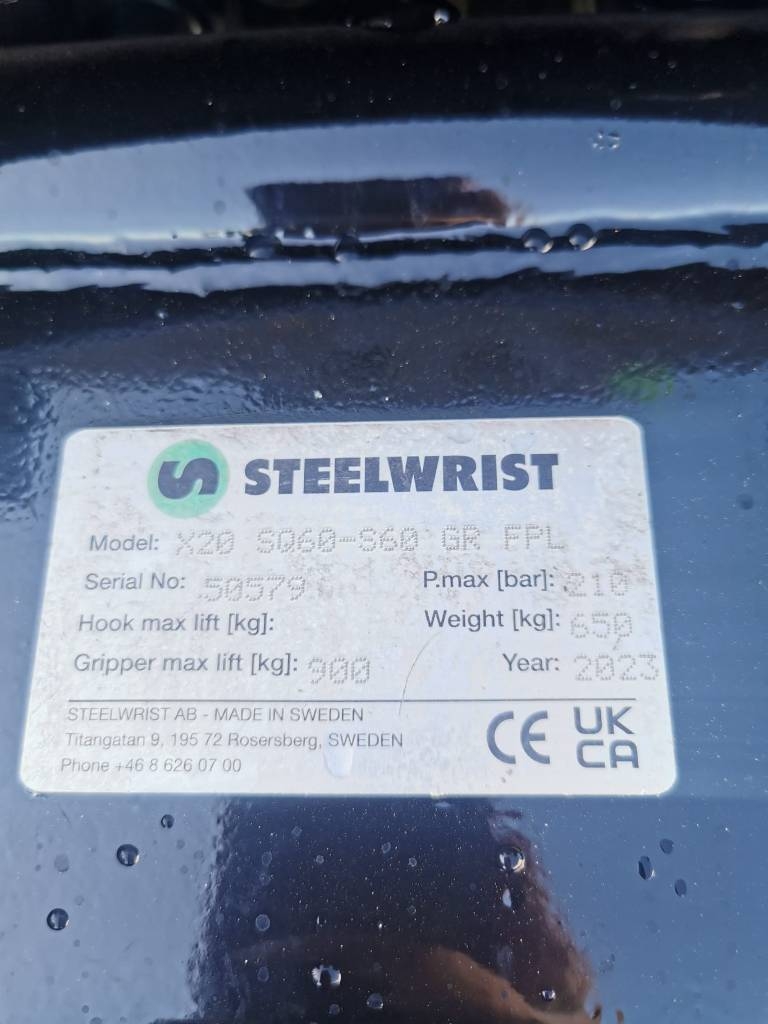 STEELWRIST
Model: X20 SQ60-S60 GR FPL
Serial No: 50579 P.max [bar]: 210
Hook max lift [kg]: Weight [kg]: 650
Gripper max lift [kg]: 900 Year: 2023
STEELWRIST AB - MADE IN SWEDEN
Titangatan 9, 195 72 Rosersberg, SWEDEN
Phone +46 8 626 07 00
CE UK
CA